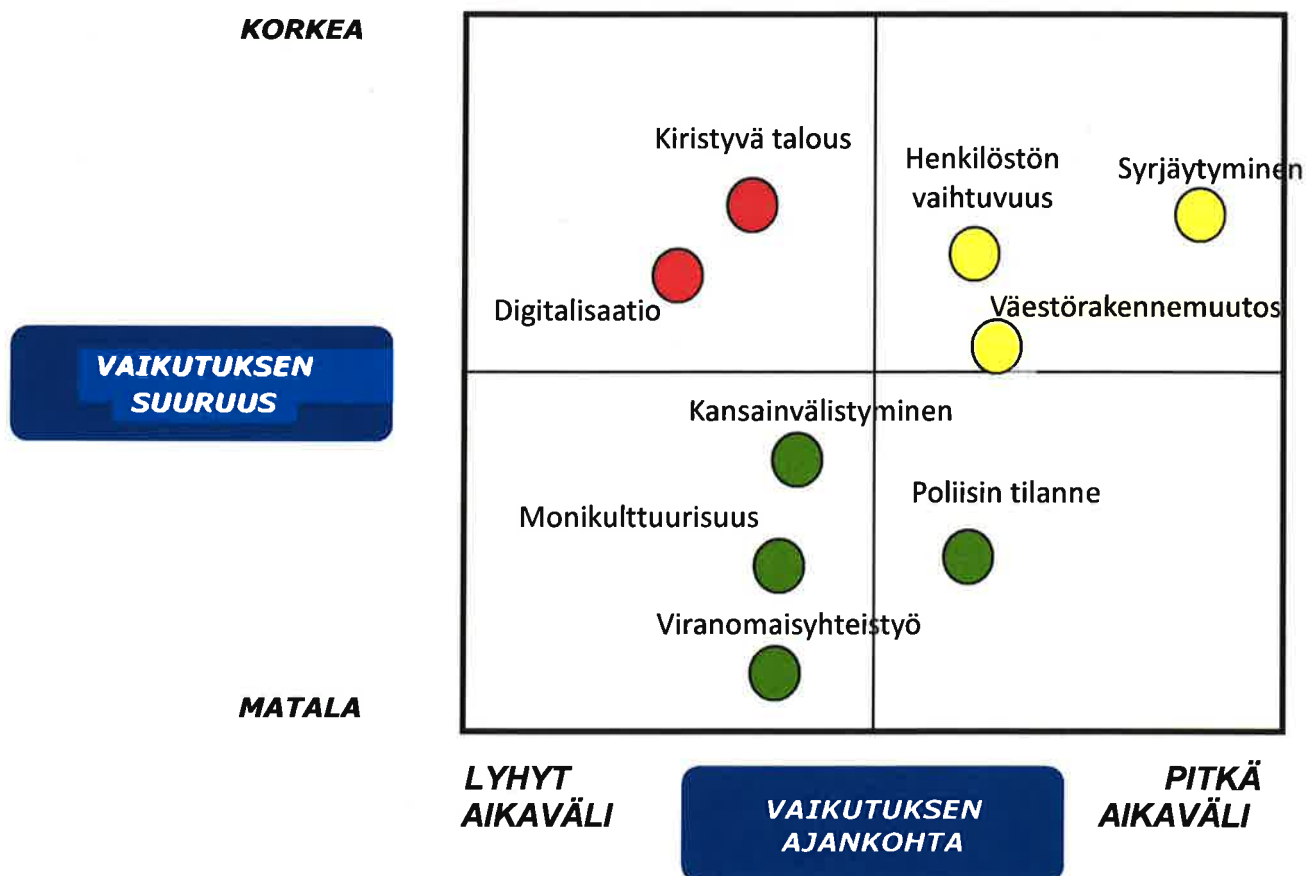 KORKEA
Kiristyvä talous
Henkilöstön
vaihtuvuus
Syrjäytyminen
Digitalisaatio
Väestörakennemuutos
VAIKUTUKSEN
SUURUUS
Kansainvälistyminen
Poliisin tilanne
Monikulttuurisuus
Viranomaisyhteistyö
MATALA
LYHYT
AIKAVÄLI
VAIKUTUKSEN
AJANKOHTA
PITKÄ
AIKAVÄLI